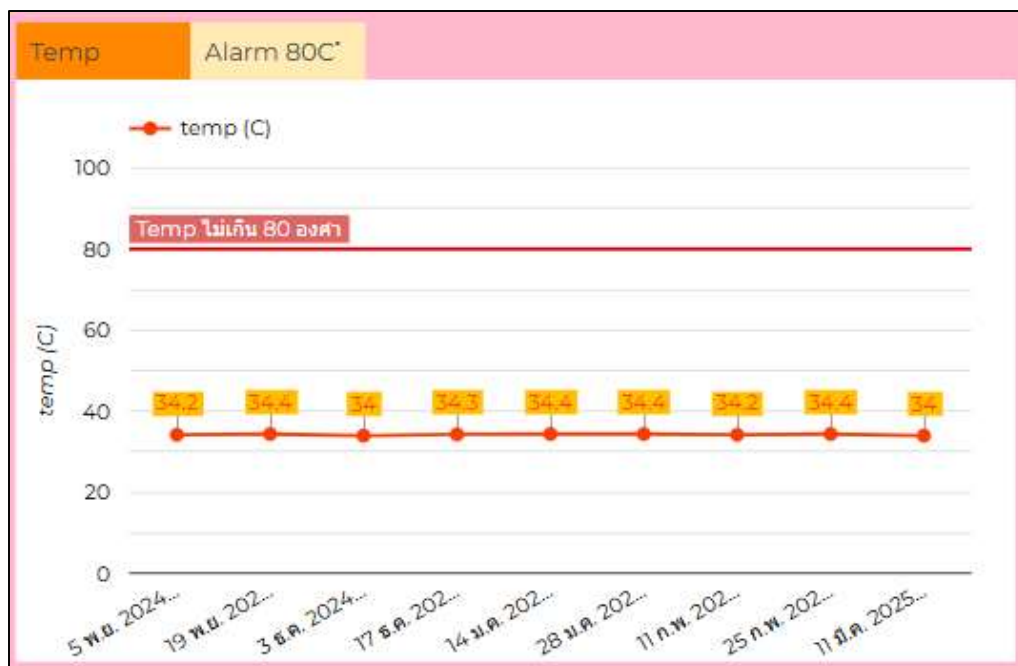 Temp
Alarm 80C*
temp (C)
100
Temp ไม่เกิน 80 องศา
80
60
temp (C)
34.2
34.4
34
34.3
34.4
34.4
34.2
34.4
34
40
20
0
5 พ.ย. 2024...
19 พ.ย. 202...
3 ธ.ค. 2024...
17 ธ.ค. 202...
14 ม.ค. 202...
28 ม.ค. 202...
11 ก.พ. 202...
25 ก.พ. 202...
11 มี.ค. 2025...